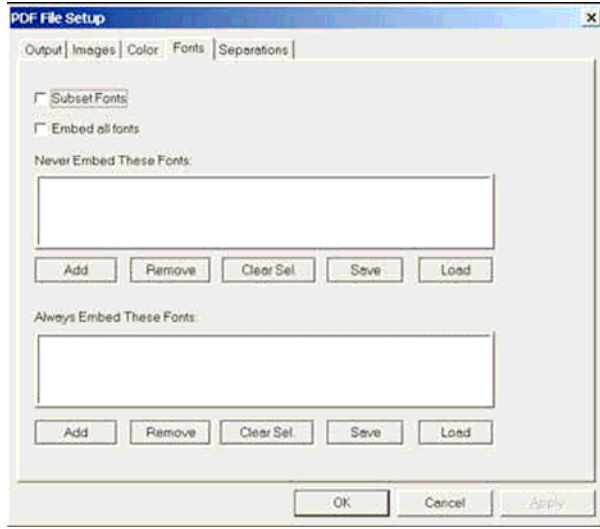 PDF File Setup
Output Images Color Fonts Separations
Subset Fonts
Embed all fonts
Never Embed These Fonts:
Add Remove Clear Sel. Save Load
Always Embed These Fonts:
Add Remove Clear Sel. Save Load
OK Cancel Apply